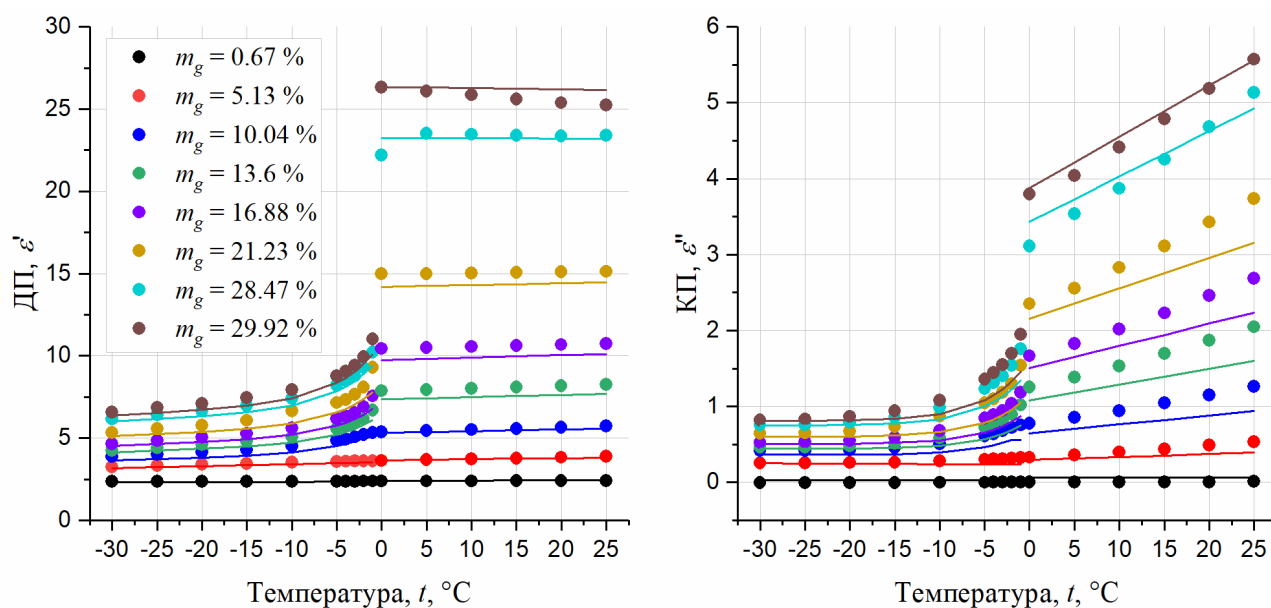 30
25
20
15
10
5
0
ДП, ε'
m_g = 0.67 %
m_g = 5.13 %
m_g = 10.04 %
m_g = 13.6 %
m_g = 16.88 %
m_g = 21.23 %
m_g = 28.47 %
m_g = 29.92 %
-30 -25 -20 -15 -10 -5 0 5 10 15 20 25
Температура, t, °C
6
5
4
3
2
1
0
КП, ε"
-30 -25 -20 -15 -10 -5 0 5 10 15 20 25
Температура, t, °C